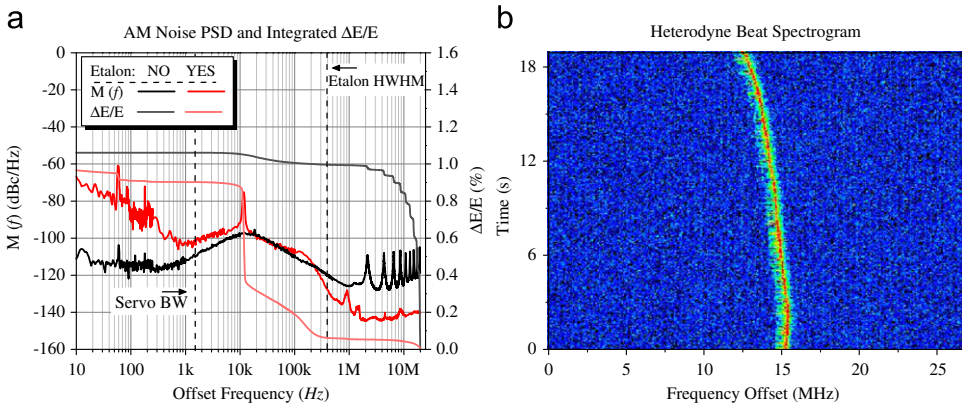 a
AM Noise PSD and Integrated ΔE/E
0
-20
-40
-60
-80
-100
-120
-140
-160
M (f) (dBc/Hz)
Etalon: NO YES
M (f)
ΔE/E
Etalon HWHM
Servo BW
1.6
1.4
1.2
1.0
0.8
0.6
0.4
0.2
0.0
ΔE/E (%)
10 100 1k 10k 100k 1M 10M
Offset Frequency (Hz)
b
Heterodyne Beat Spectrogram
18
12
6
0
Time (s)
0 5 10 15 20 25
Frequency Offset (MHz)